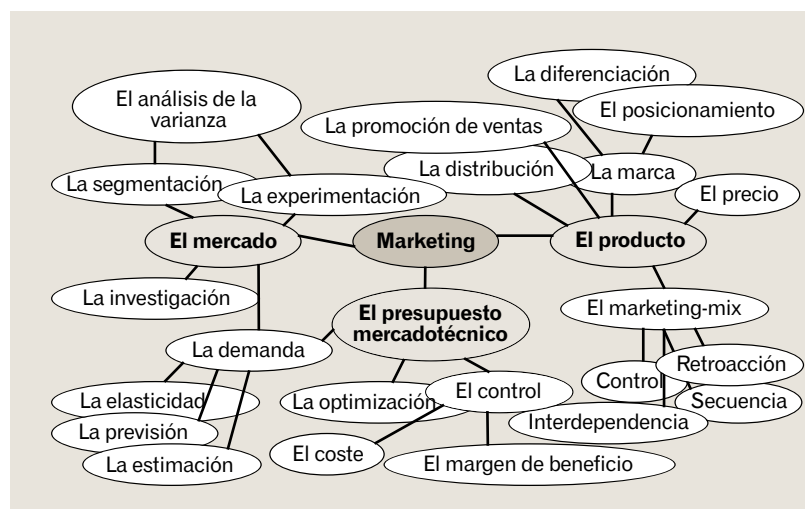 La diferenciación
El análisis de la
varianza
El posicionamiento
La promoción de ventas
La distribución
La marca
La segmentación
La experimentación
El precio
El mercado
Marketing
El producto
La investigación
El presupuesto
mercadotécnico
El marketing-mix
La demanda
Retroacción
Control
El control
La elasticidad
La optimización
Secuencia
Interdependencia
La previsión
El coste
La estimación
El margen de beneficio